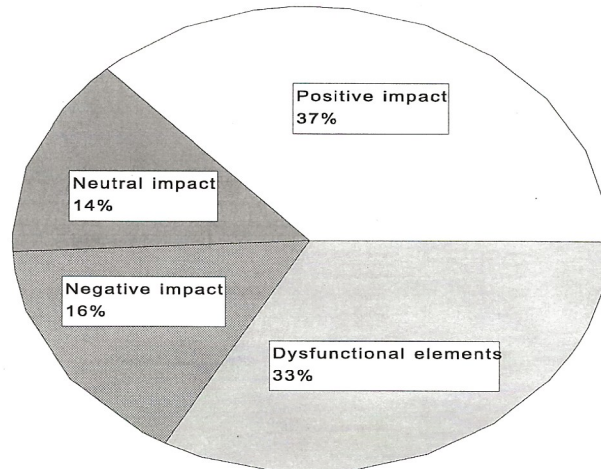 Positive impact
37%
Neutral impact
14%
Negative impact
16%
Dysfunctional elements
33%